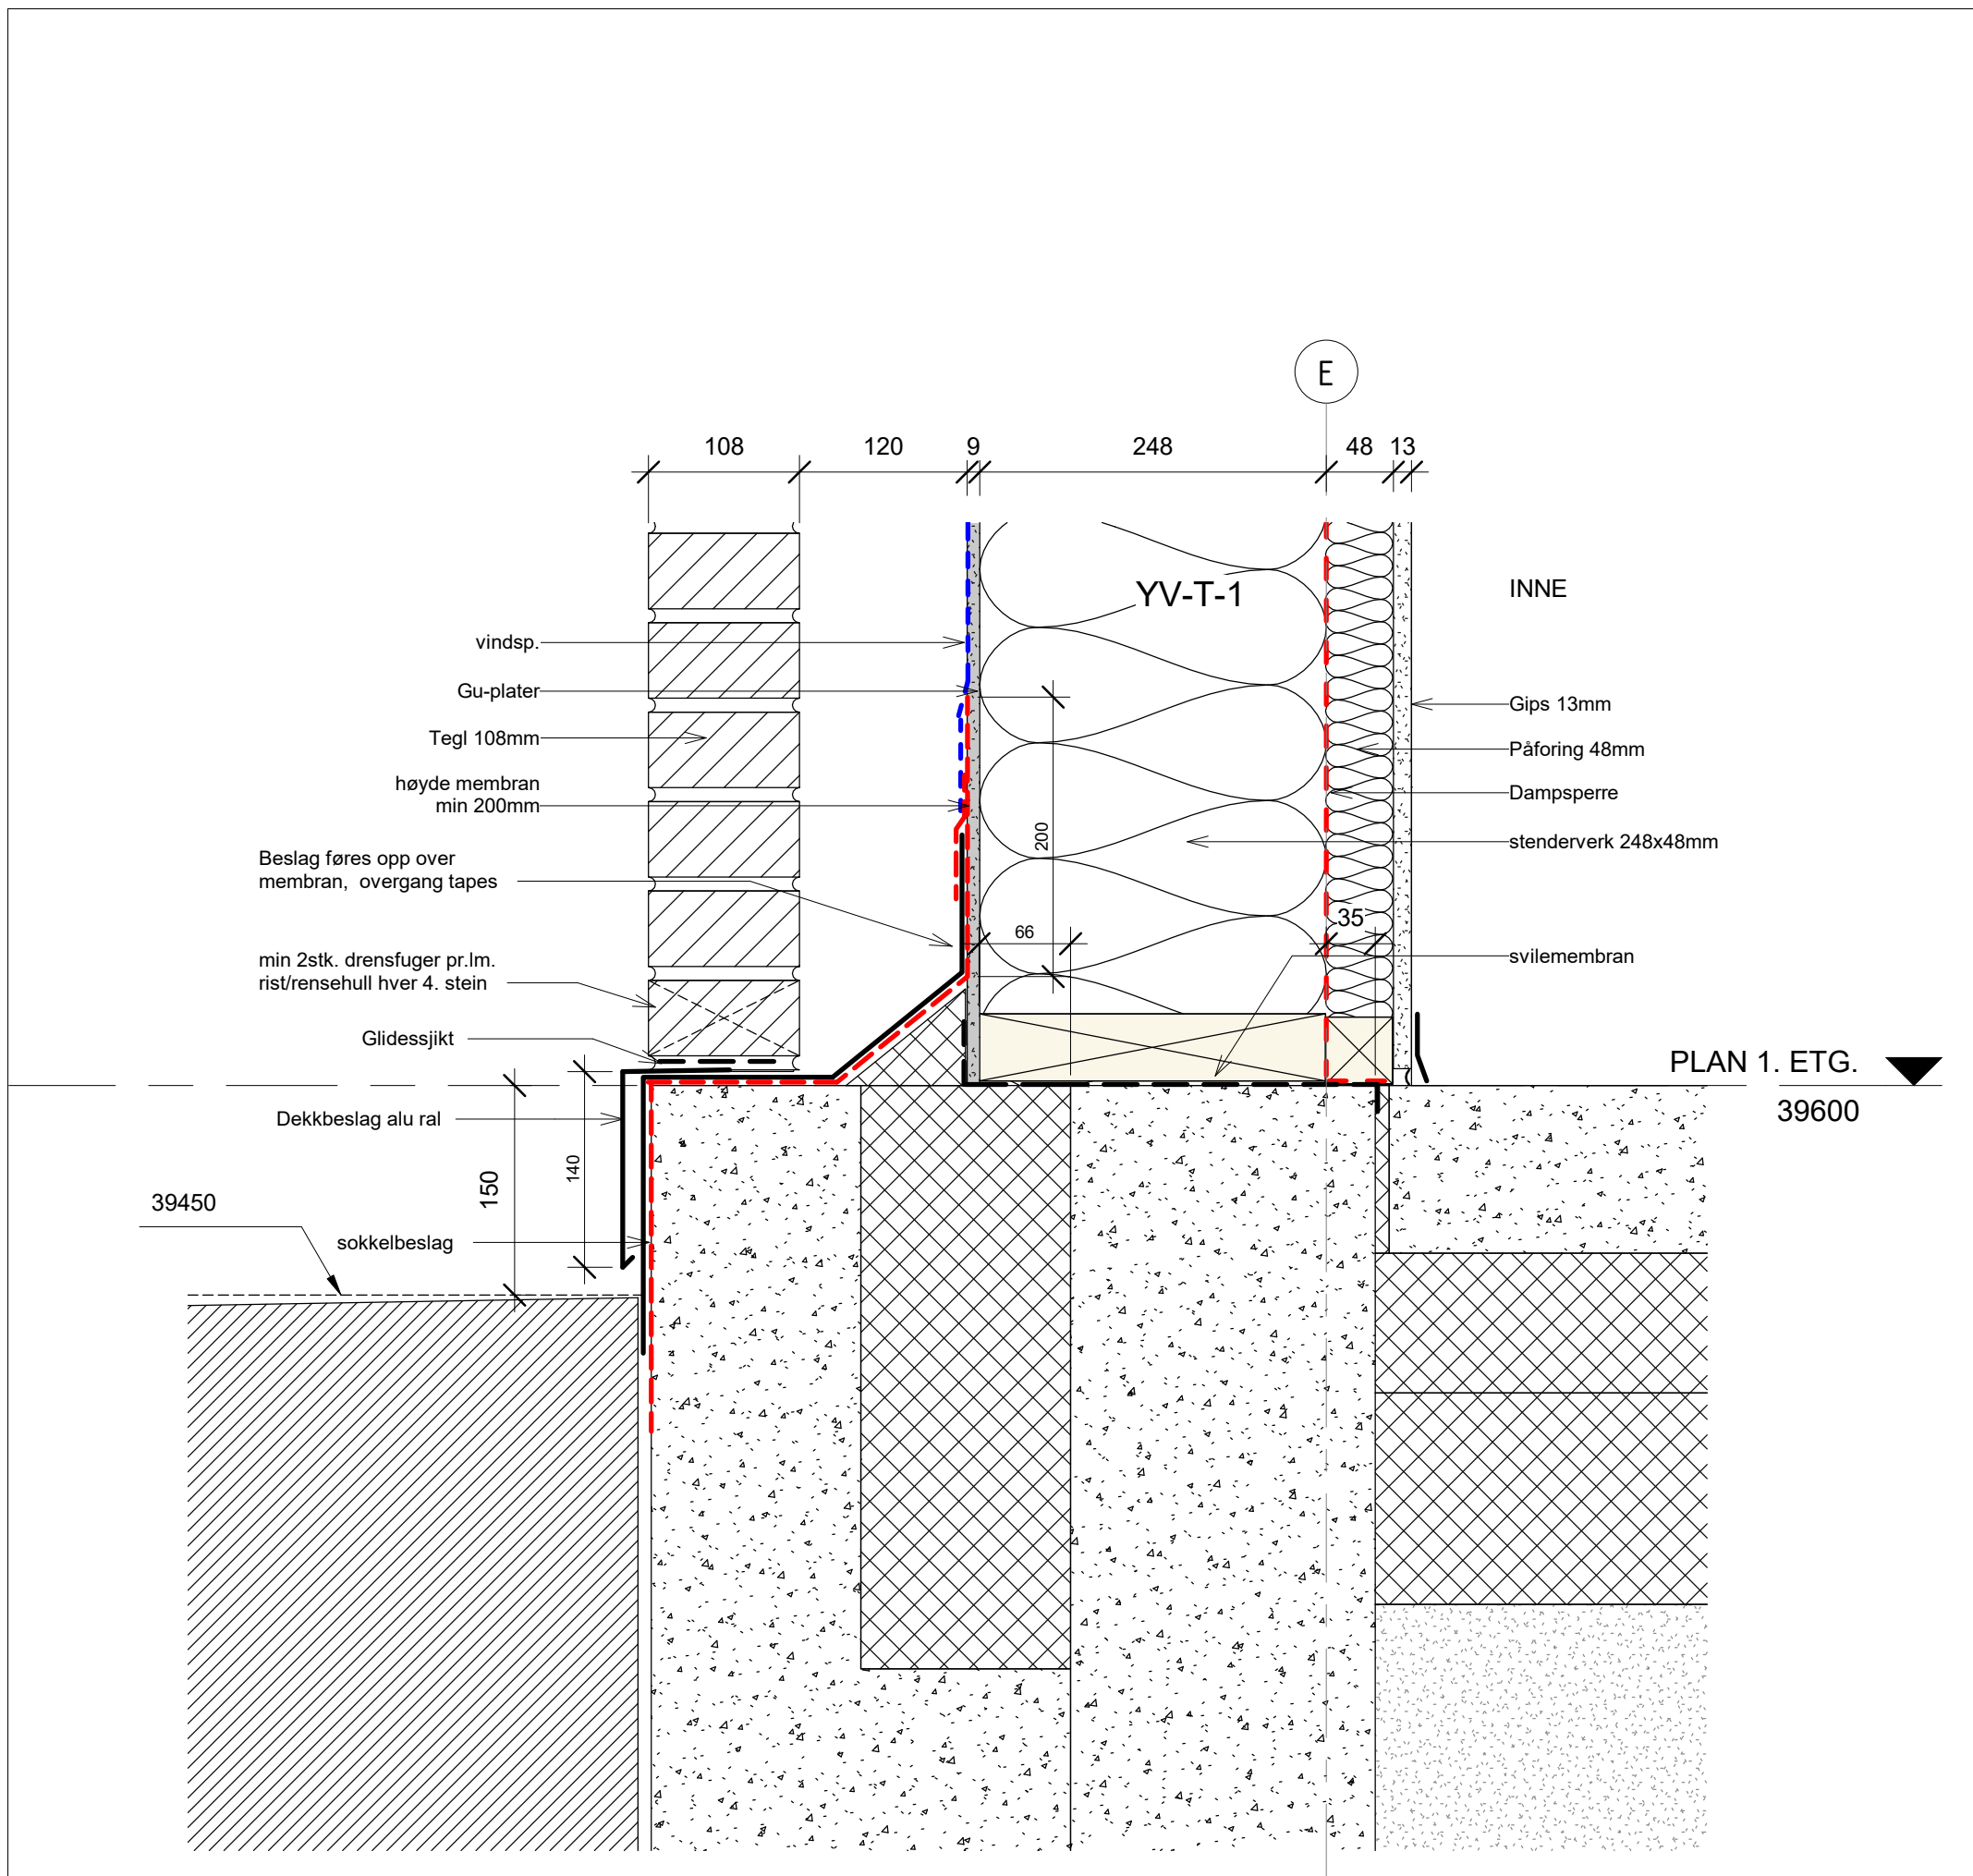 E
108
120
9
248
48
13
YV-T-1
INNE
vindsp.
Gu-plater
Tegl 108mm
høyde membran
min 200mm
Beslag føres opp over
membran, overgang tapes
min 2stk. drensfuger pr.lm.
rist/rensehull hver 4. stein
Glidessjikt
Dekkbeslag alu ral
sokkelbeslag
39450
150
140
200
66
35
Gips 13mm
Påforing 48mm
Dampsperre
stenderverk 248x48mm
svilemembran
PLAN 1. ETG.
39600